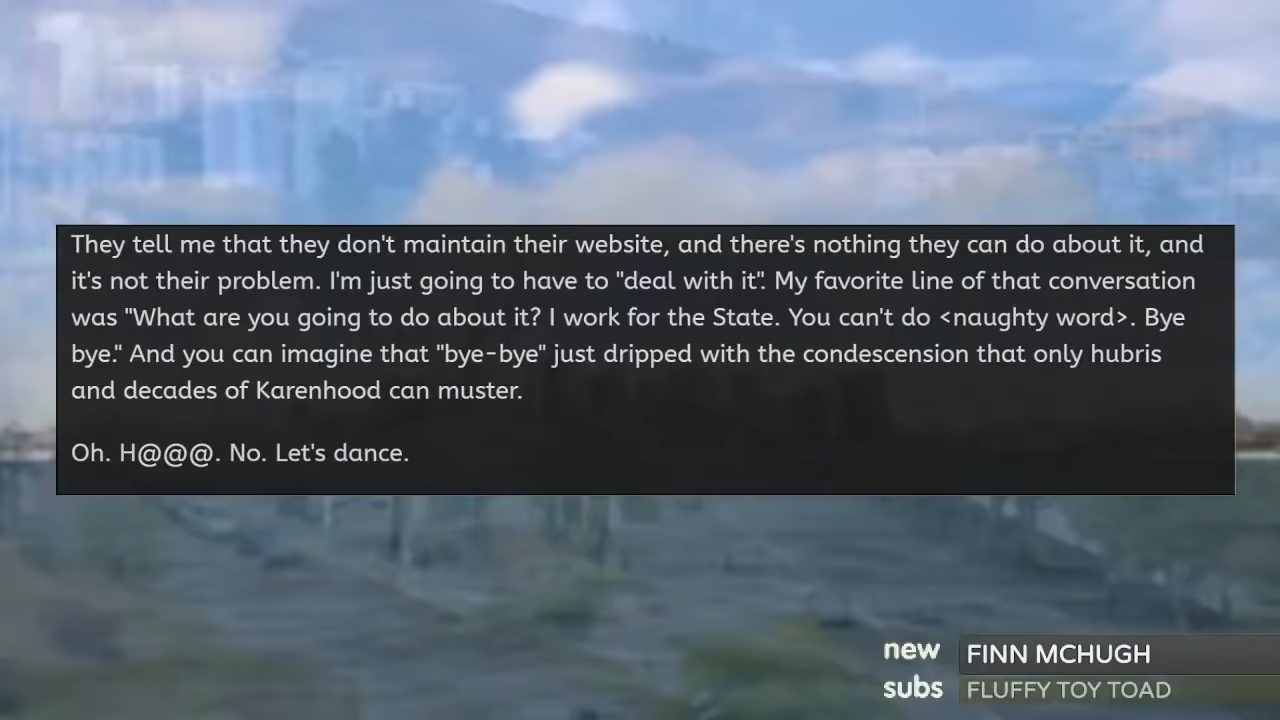 They tell me that they don't maintain their website, and there's nothing they can do about it, and
it's not their problem. I'm just going to have to "deal with it". My favorite line of that conversation
was "What are you going to do about it? I work for the State. You can't do <naughty word>. Bye
bye." And you can imagine that "bye-bye" just dripped with the condescension that only hubris
and decades of Karenhood can muster.
Oh. H@@@. No. Let's dance.
new FINN MCHUGH
subs FLUFFY TOY TOAD